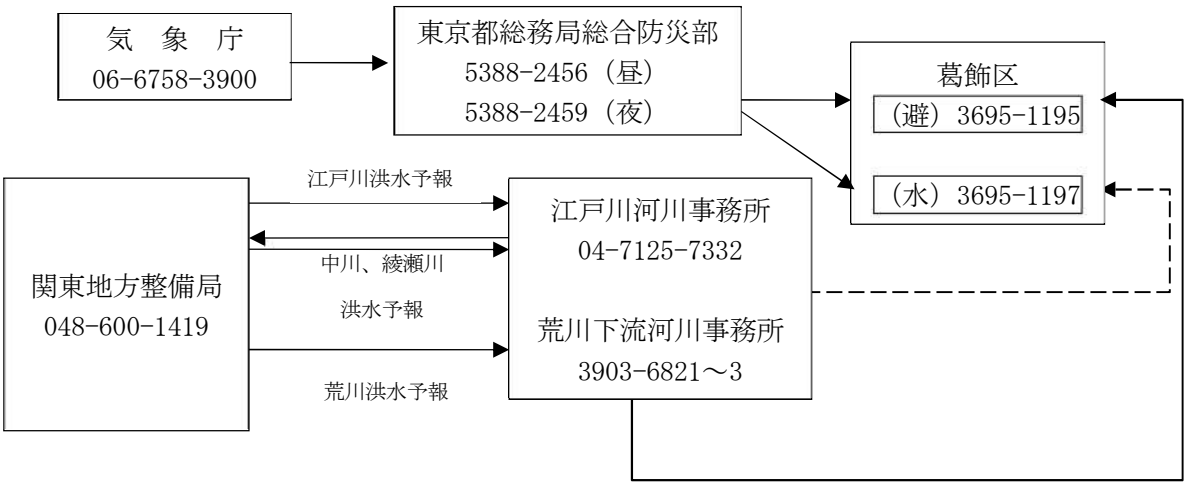 気 象 庁
06-6758-3900
東京都総務局総合防災部
5388-2456（昼）
5388-2459（夜）
葛飾区
（避）3695-1195
（水）3695-1197
江戸川洪水予報
中川、綾瀬川
洪水予報
荒川洪水予報
関東地方整備局
048-600-1419
江戸川河川事務所
04-7125-7332
荒川下流河川事務所
3903-6821～3